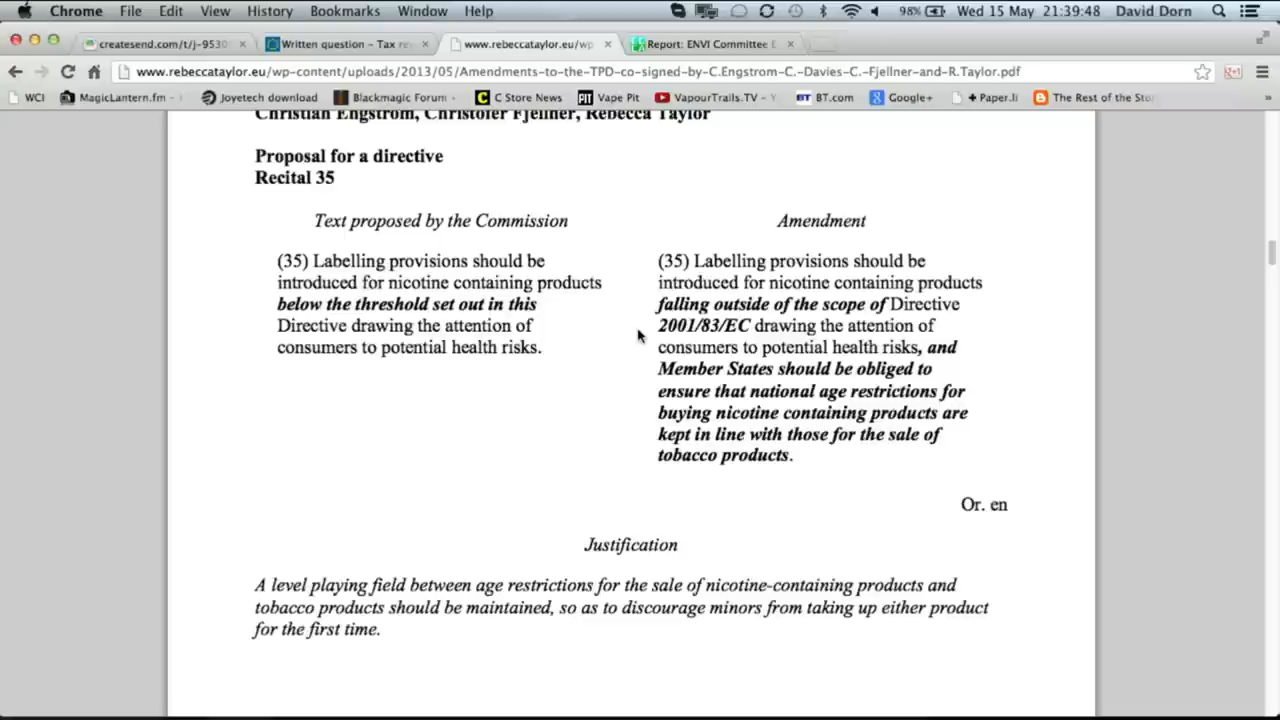 Chrome File Edit View History Bookmarks Window Help 98% Wed 15 May 21:39:48 David Dorn
createsend.com/t/j-9530 Written question – Tax re www.rebeccataylor.eu/wp Report: ENVI Committee E
www.rebeccataylor.eu/wp-content/uploads/2013/05/Amendments-to-the-TPD-co-signed-by-C.Engstrom-C.-Davies-C.-Fjellner-and-R.Taylor.pdf
WCI MagicLantern.fm - Joyetech download Blackmagic Forum C Store News PIT Vape Pit VapourTrails.TV - Y BT BT.com Google+ + Paper.li The Rest of the Sto »
Christian Engström, Christofer Fjellner, Rebecca Taylor
Proposal for a directive
Recital 35
Text proposed by the Commission Amendment
(35) Labelling provisions should be
introduced for nicotine containing products
below the threshold set out in this
Directive drawing the attention of
consumers to potential health risks.
(35) Labelling provisions should be
introduced for nicotine containing products
falling outside of the scope of Directive
2001/83/EC drawing the attention of
consumers to potential health risks, and
Member States should be obliged to
ensure that national age restrictions for
buying nicotine containing products are
kept in line with those for the sale of
tobacco products.
Or. en
Justification
A level playing field between age restrictions for the sale of nicotine-containing products and
tobacco products should be maintained, so as to discourage minors from taking up either product
for the first time.